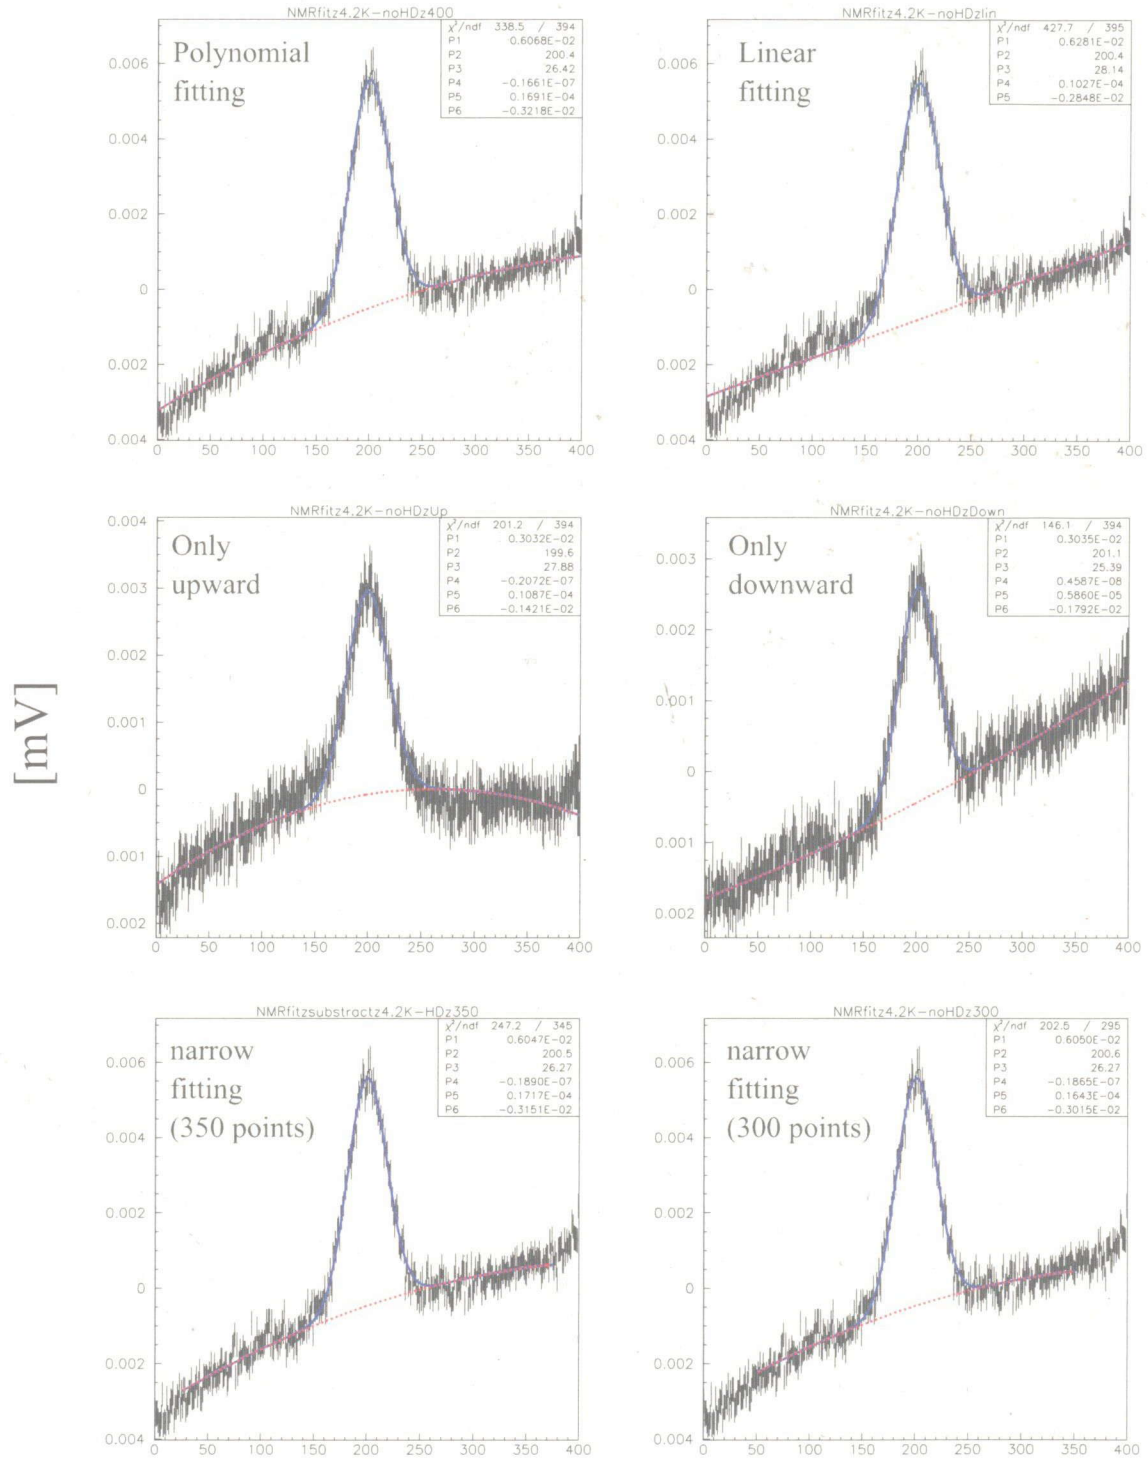 NMRfitz4.2K-noHDz400
χ²/ndf 338.5 / 394
P1 0.6068E-02
P2 200.4
P3 26.42
P4 -0.1661E-07
P5 0.1691E-04
P6 -0.3218E-02
Polynomial
fitting
0.006
0.004
0.002
0
0.002
0.004
0 50 100 150 200 250 300 350 400
NMRfitz4.2K-noHDzlin
χ²/ndf 427.7 / 395
P1 0.6281E-02
P2 200.4
P3 28.14
P4 0.1027E-04
P5 -0.2848E-02
Linear
fitting
0.006
0.004
0.002
0
0.002
0.004
0 50 100 150 200 250 300 350 400
[mV]
NMRfitz4.2K-noHDzUp
χ²/ndf 201.2 / 394
P1 0.3032E-02
P2 199.6
P3 27.88
P4 -0.2072E-07
P5 0.1087E-04
P6 -0.1421E-02
Only
upward
0.004
0.003
0.002
0.001
0
0.001
0.002
0 50 100 150 200 250 300 350 400
NMRfitz4.2K-noHDzDown
χ²/ndf 146.1 / 394
P1 0.3035E-02
P2 201.1
P3 25.39
P4 0.4587E-08
P5 0.5860E-05
P6 -0.1792E-02
Only
downward
0.003
0.002
0.001
0
0.001
0.002
0 50 100 150 200 250 300 350 400
NMRfitzsubstractz4.2K-HDz350
χ²/ndf 247.2 / 345
P1 0.6047E-02
P2 200.5
P3 26.27
P4 -0.1890E-07
P5 0.1717E-04
P6 -0.3151E-02
narrow
fitting
(350 points)
0.006
0.004
0.002
0
0.002
0.004
0 50 100 150 200 250 300 350 400
NMRfitz4.2K-noHDz300
χ²/ndf 202.5 / 295
P1 0.6050E-02
P2 200.6
P3 26.27
P4 -0.1865E-07
P5 0.1643E-04
P6 -0.3015E-02
narrow
fitting
(300 points)
0.006
0.004
0.002
0
0.002
0.004
0 50 100 150 200 250 300 350 400